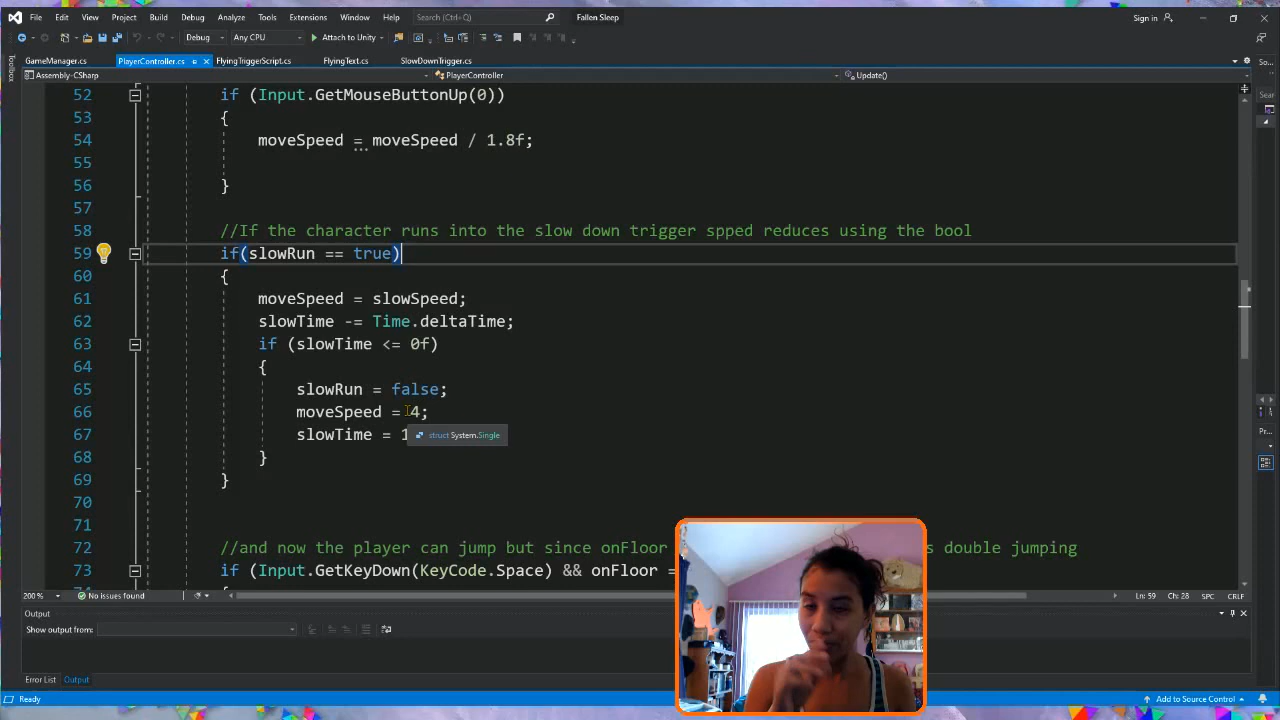 File Edit View Project Build Debug Analyze Tools Extensions Window Help Search (Ctrl+Q) Fallen Sleep Sign in
Debug Any CPU Attach to Unity
GameManager.cs PlayerController.cs FlyingTriggerScript.cs FlyingText.cs SlowDownTrigger.cs
Assembly-CSharp PlayerController Update()
52 if (Input.GetMouseButtonUp(0))
53 {
54 moveSpeed = moveSpeed / 1.8f;
55
56 }
57
58 //If the character runs into the slow down trigger spped reduces using the bool
59 if(slowRun == true)
60 {
61 moveSpeed = slowSpeed;
62 slowTime -= Time.deltaTime;
63 if (slowTime <= 0f)
64 {
65 slowRun = false;
66 moveSpeed = 4;
67 slowTime = 1
struct System.Single
68 }
69 }
70
71
72 //and now the player can jump but since onFloor s double jumping
73 if (Input.GetKeyDown(KeyCode.Space) && onFloor =
200 % No issues found Ln: 59 Ch: 28 SPC CRLF
Output
Show output from:
Error List Output
Ready Add to Source Control